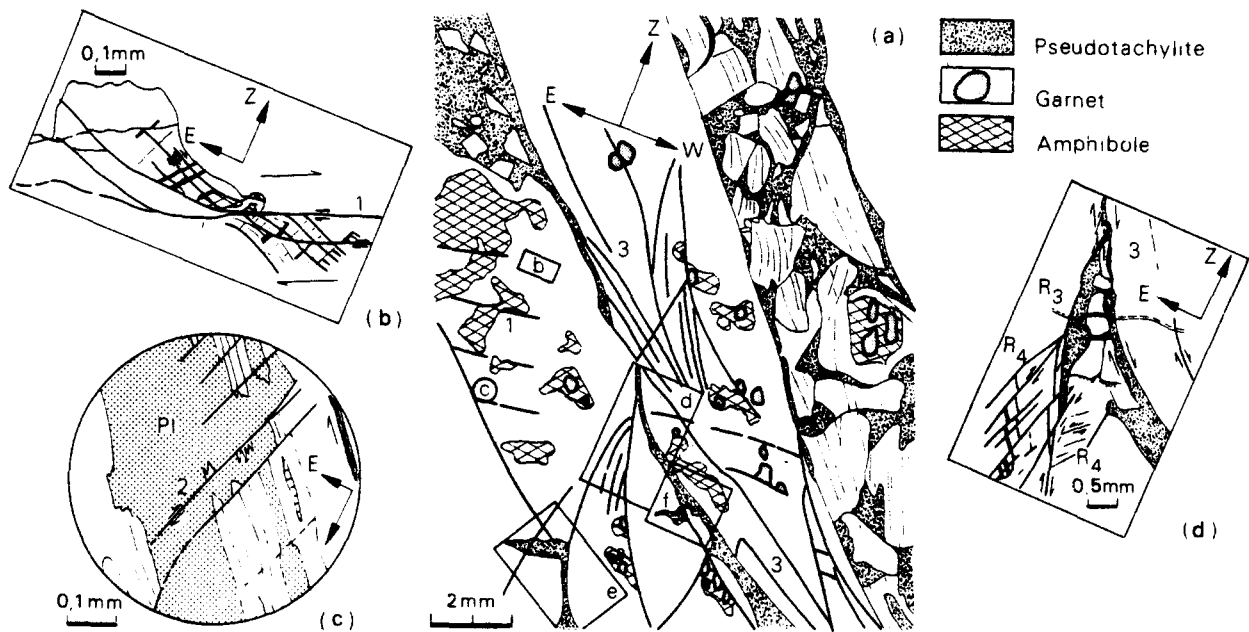 0,1mm
Z
E
1
(b)
Pl
2
E
0,1mm
(c)
(a)
Z
E
W
3
b
1
c
d
f
3
e
2mm
Pseudotachylite
Garnet
Amphibole
3
Z
R3
E
R4
R4
0,5mm
(d)